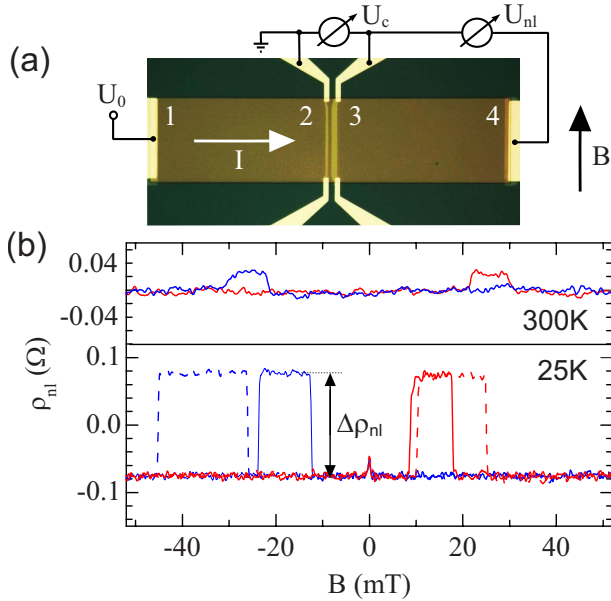 U_c U_nl
(a)
U_0
1 2 3 4
I
B
(b)
0.04
-0.04
300K
0.1
25K
0.0
Δρ_nl
-0.1
ρ_nl (Ω)
-40 -20 0 20 40
B (mT)